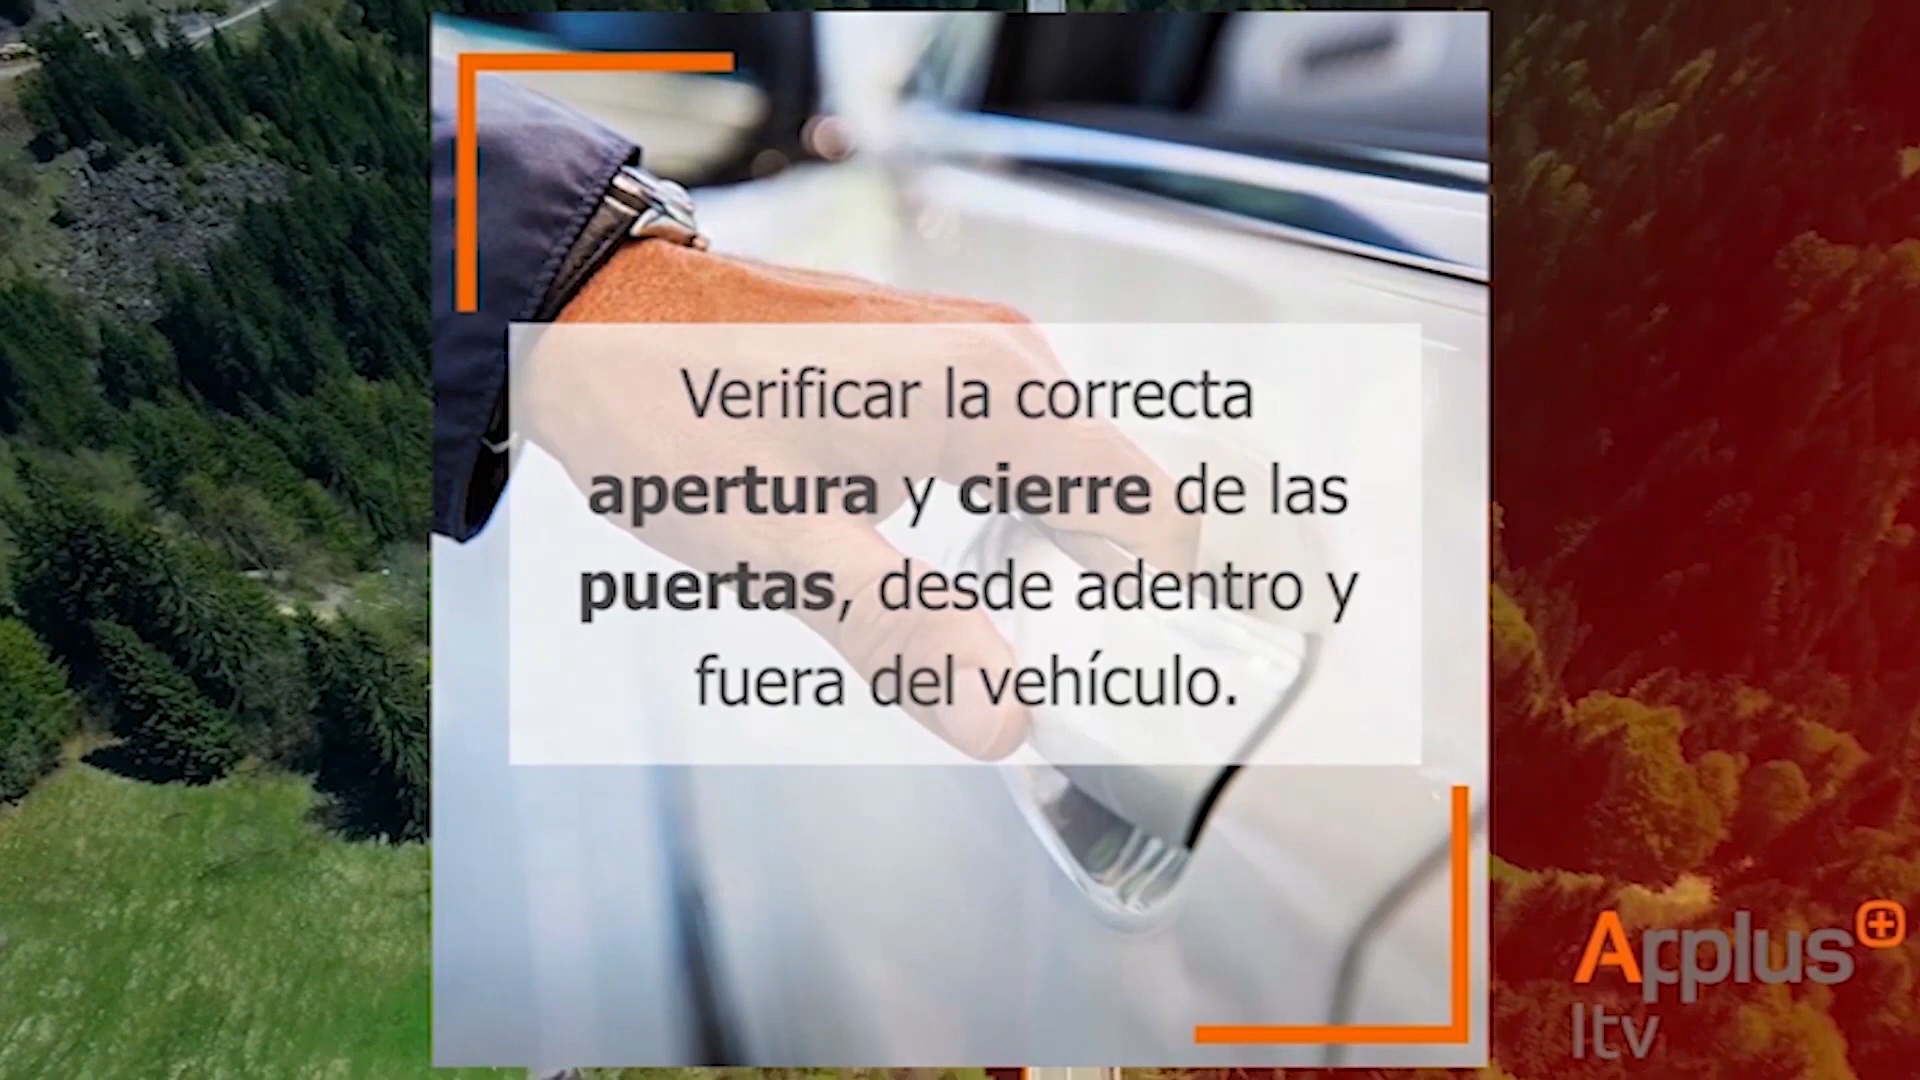 Verificar la correcta
apertura y cierre de las
puertas, desde adentro y
fuera del vehículo.
Applus+
Itv